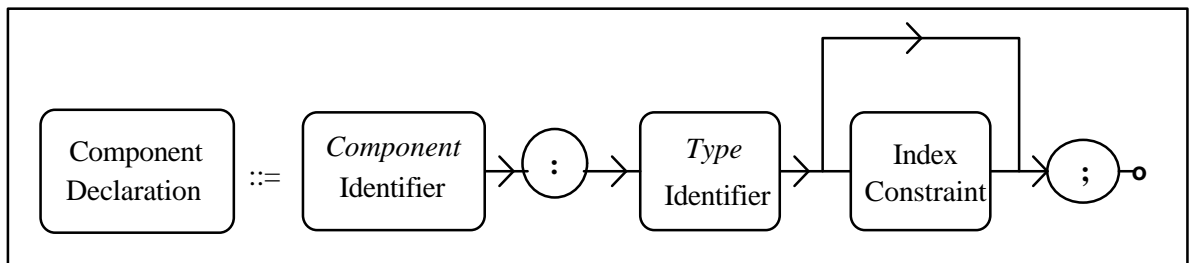 Component
Declaration
::=
Component
Identifier
:
Type
Identifier
Index
Constraint
;